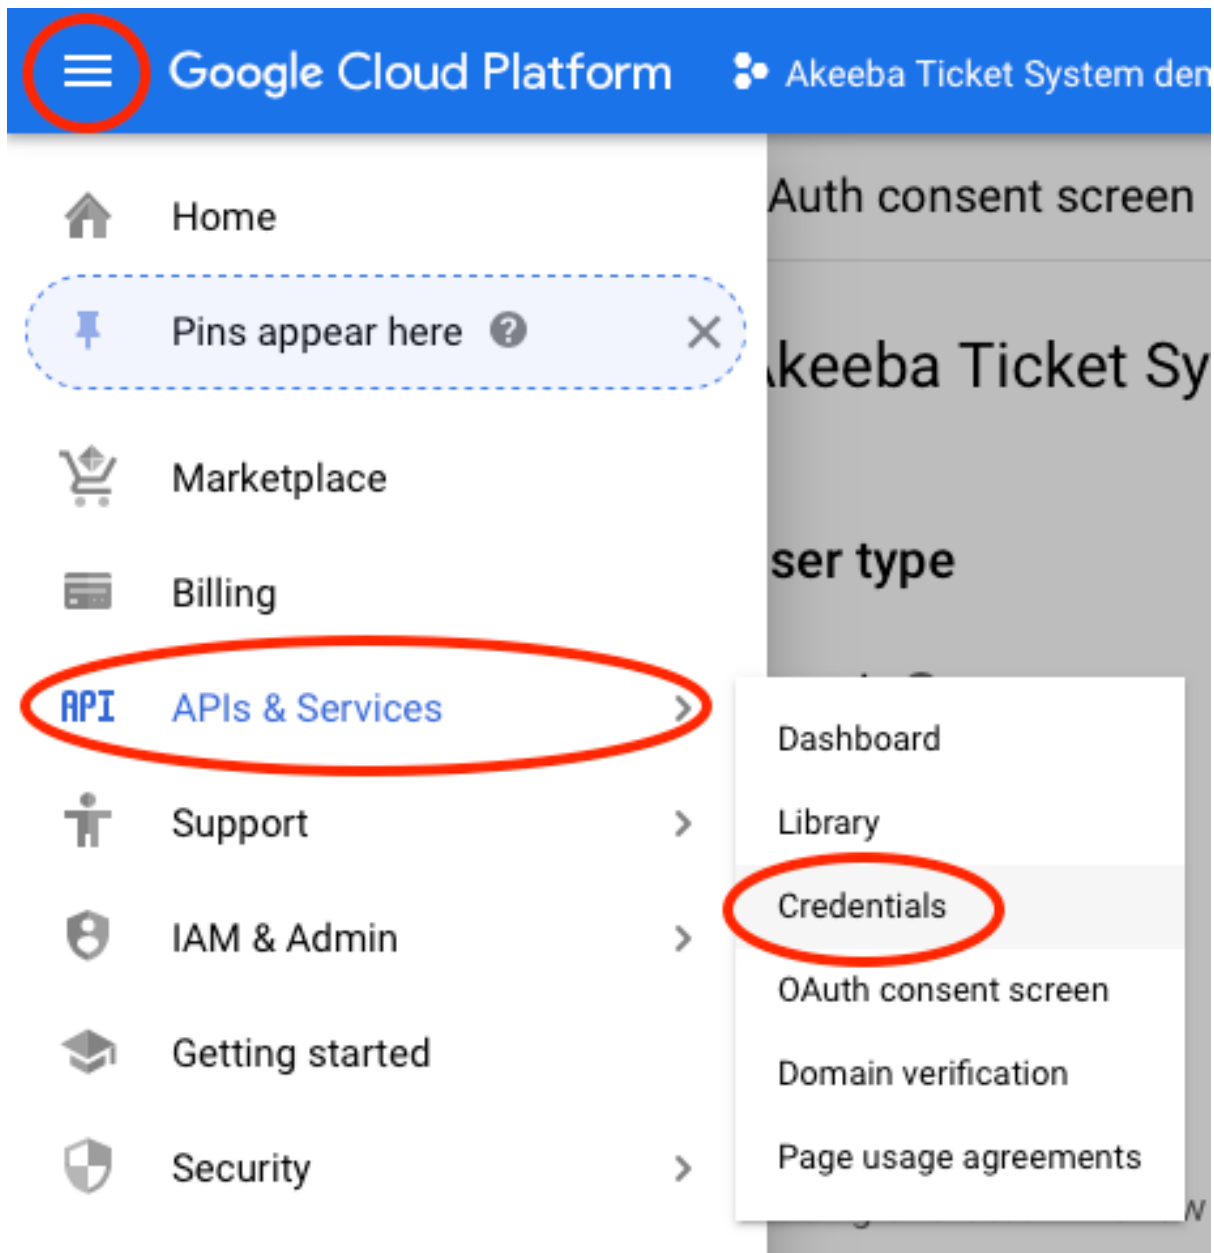 Google Cloud Platform
Akeeba Ticket System
Home
Pins appear here ?
Marketplace
Billing
API APIs & Services
Support
IAM & Admin
Getting started
Security
Auth consent screen
keeba Ticket Sy
ser type
Dashboard
Library
Credentials
OAuth consent screen
Domain verification
Page usage agreements